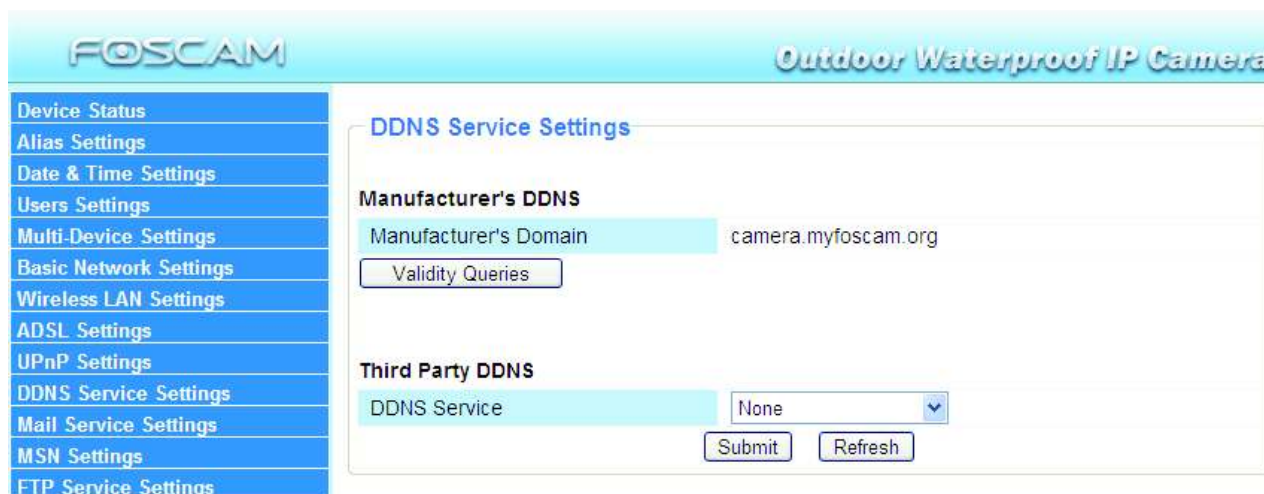 FOSCAM
Outdoor Waterproof IP Camera
Device Status
Alias Settings
Date & Time Settings
Users Settings
Multi-Device Settings
Basic Network Settings
Wireless LAN Settings
ADSL Settings
UPnP Settings
DDNS Service Settings
Mail Service Settings
MSN Settings
FTP Service Settings
DDNS Service Settings
Manufacturer's DDNS
Manufacturer's Domain camera.myfoscam.org
Validity Queries
Third Party DDNS
DDNS Service None
Submit Refresh